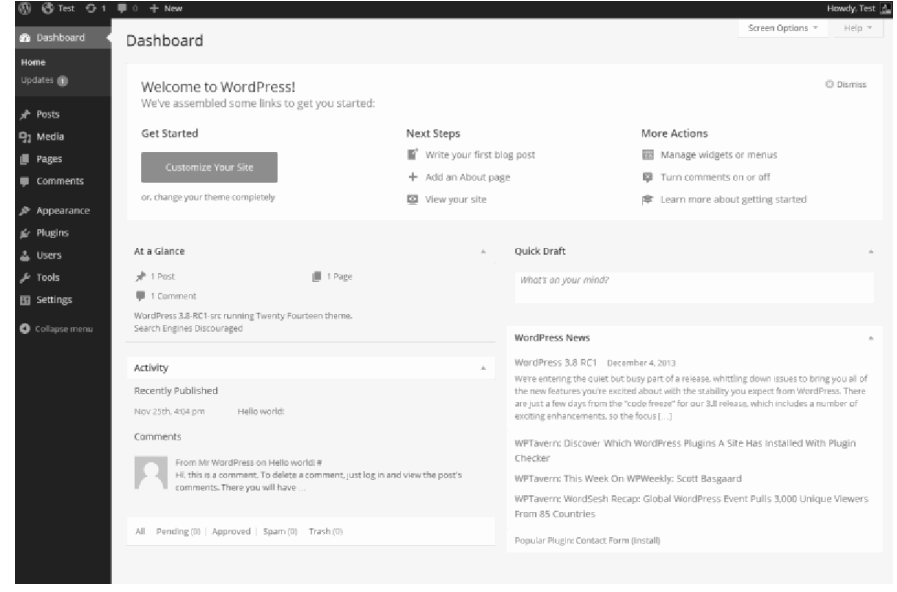 Test 1 0 + New Howdy, Test
Screen Options Help
Dashboard
Home
Updates 1
Posts
Media
Pages
Comments
Appearance
Plugins
Users
Tools
Settings
Collapse menu
Dashboard
Welcome to WordPress!
We've assembled some links to get you started:
Dismiss
Get Started
Customize Your Site
or, change your theme completely
Next Steps
Write your first blog post
Add an About page
View your site
More Actions
Manage widgets or menus
Turn comments on or off
Learn more about getting started
At a Glance
1 Post 1 Page
1 Comment
WordPress 3.8-RC1-src running Twenty Fourteen theme.
Search Engines Discouraged
Activity
Recently Published
Nov 25th, 4:04 pm Hello world!
Comments
From Mr WordPress on Hello world! #
Hi, this is a comment. To delete a comment, just log in and view the post's
comments. There you will have …
All Pending (0) | Approved | Spam (0) Trash (0)
Quick Draft
What's on your mind?
WordPress News
WordPress 3.8 RC1 December 4, 2013
We're entering the quiet but busy part of a release, whittling down issues to bring you all of
the new features you're excited about with the stability you expect from WordPress. There
are just a few days from the "code freeze" for our 3.8 release, which includes a number of
exciting enhancements, so the focus […]
WPTavern: Discover Which WordPress Plugins A Site Has Installed With Plugin
Checker
WPTavern: This Week On WPWeekly: Scott Basgaard
WPTavern: WordSesh Recap: Global WordPress Event Pulls 3,000 Unique Viewers
From 85 Countries
Popular Plugin: Contact Form (Install)